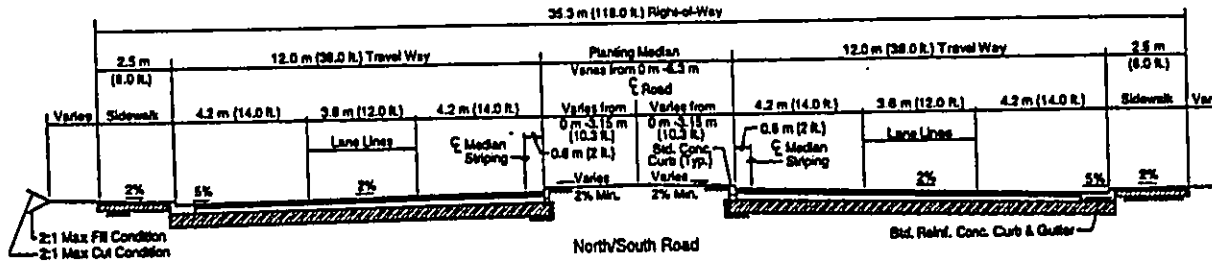 35.3 m (118.0 ft.) Right-of-Way
2.5 m (8.0 ft.)
12.0 m (38.0 ft.) Travel Way
Planting Median
Varies from 0 m -6.3 m
℄ Road
12.0 m (38.0 ft.) Travel Way
2.5 m (8.0 ft.)
Varies
Sidewalk
4.2 m (14.0 ft.)
3.6 m (12.0 ft.)
4.2 m (14.0 ft.)
Varies from 0 m -3.15 m (10.3 ft.)
Varies from 0 m -3.15 m (10.3 ft.)
4.2 m (14.0 ft.)
3.6 m (12.0 ft.)
4.2 m (14.0 ft.)
Sidewalk
Lane Lines
℄ Median Striping
0.6 m (2 ft.)
Std. Conc. Curb (Typ.)
0.6 m (2 ft.)
℄ Median Striping
Lane Lines
2%
5%
2%
Varies
2% Min.
Varies
2% Min.
2%
5%
2%
2:1 Max Fill Condition
2:1 Max Cut Condition
North/South Road
Std. Reinf. Conc. Curb & Gutter